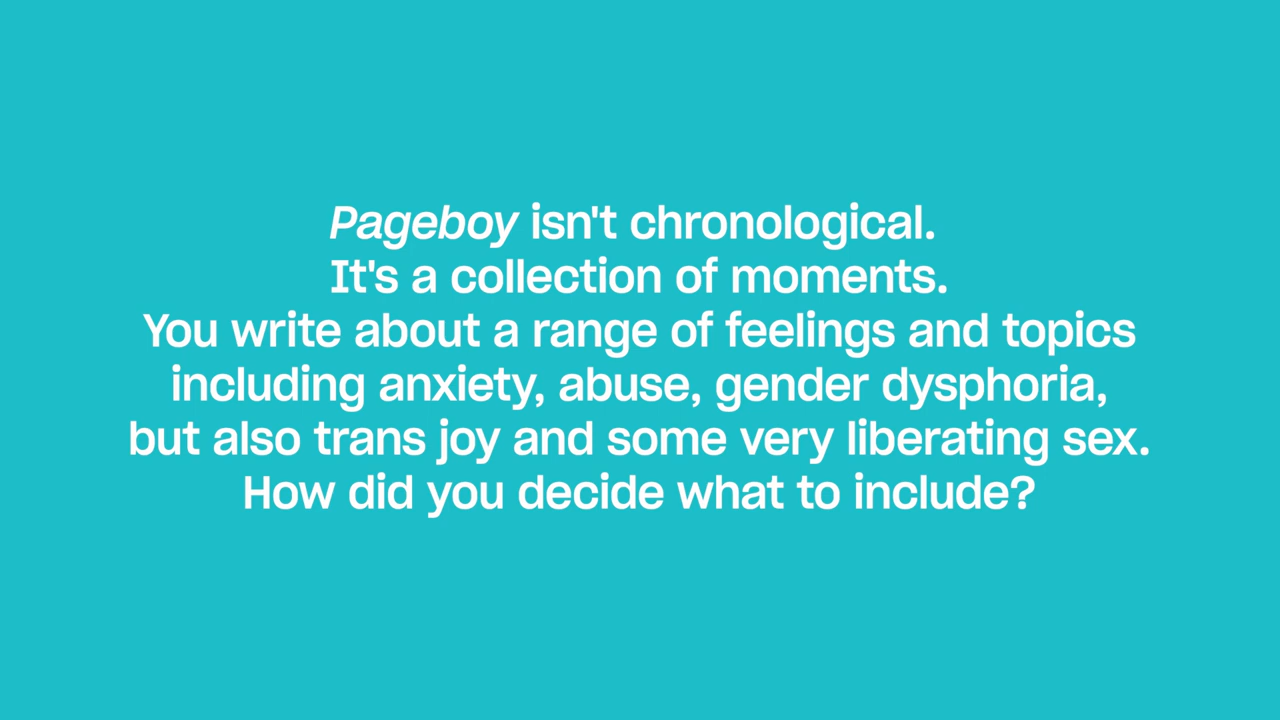 Pageboy isn't chronological.
It's a collection of moments.
You write about a range of feelings and topics
including anxiety, abuse, gender dysphoria,
but also trans joy and some very liberating sex.
How did you decide what to include?